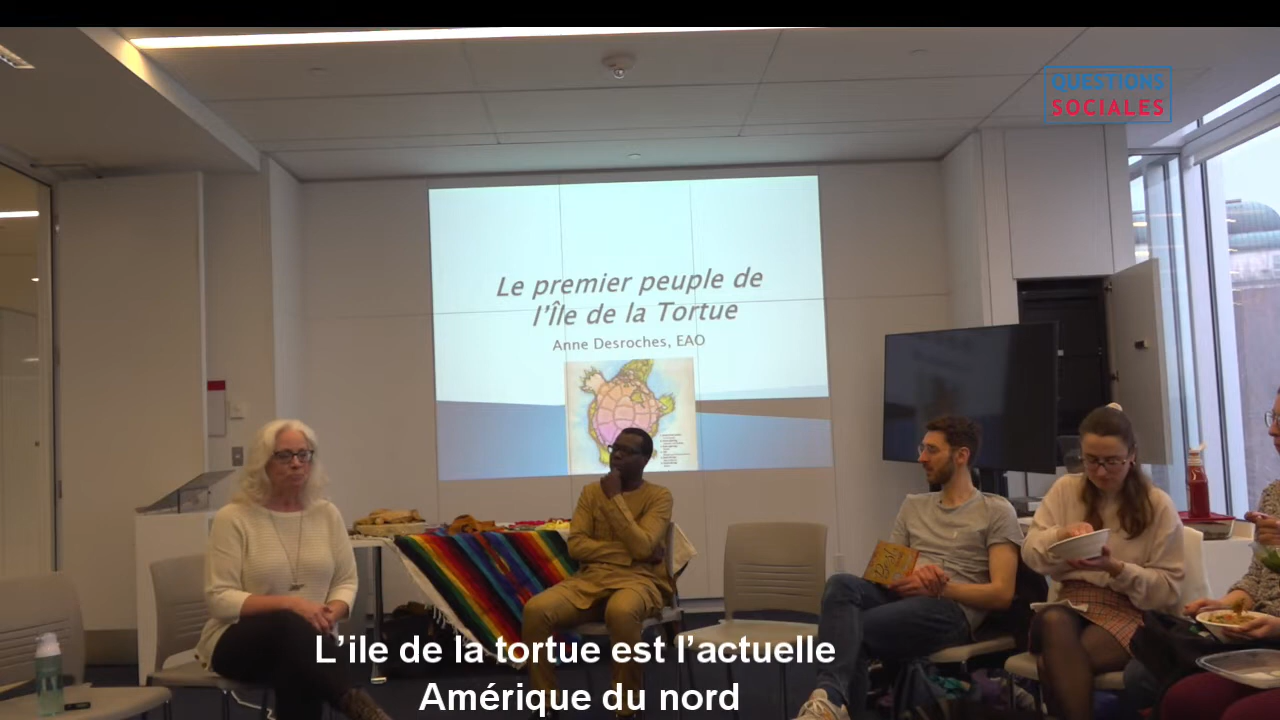 QUESTIONS
SOCIALES
Le premier peuple de
l'Île de la Tortue
Anne Desroches, EAO
L'ile de la tortue est l'actuelle
Amérique du nord